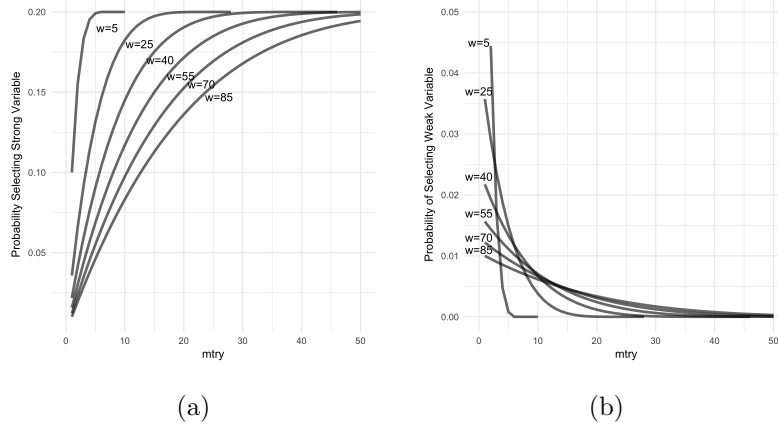 Probability Selecting Strong Variable
0.20
0.15
0.10
0.05
w=5
w=25
w=40
w=55
w=70
w=85
0
10
20
30
40
50
mtry
(a)
Probability of Selecting Weak Variable
0.05
0.04
0.03
0.02
0.01
0.00
w=5
w=25
w=40
w=55
w=70
w=85
0
10
20
30
40
50
mtry
(b)